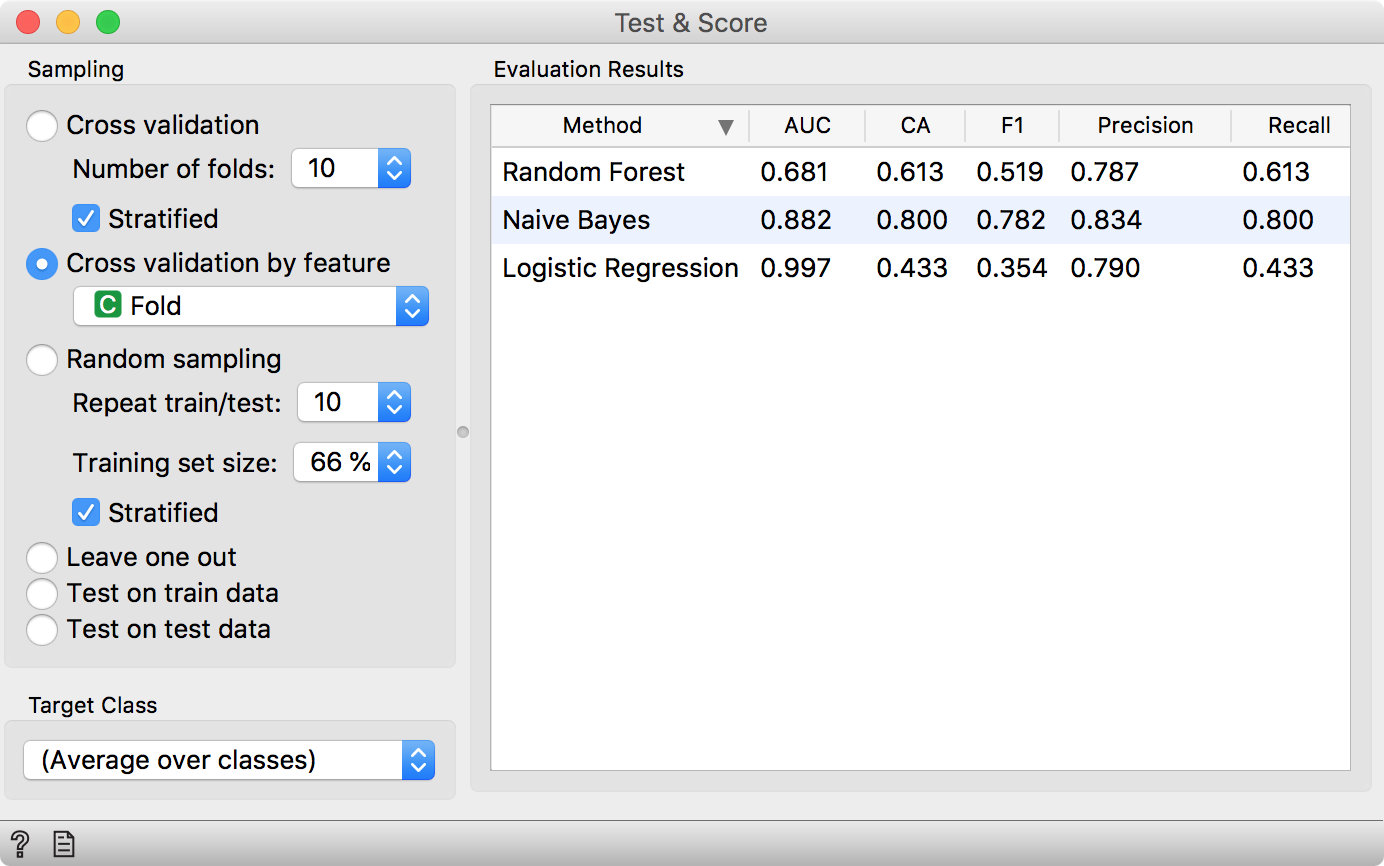 Test & Score
Sampling
Cross validation
Number of folds: 10
Stratified
Cross validation by feature
C Fold
Random sampling
Repeat train/test: 10
Training set size: 66 %
Stratified
Leave one out
Test on train data
Test on test data
Target Class
(Average over classes)
Evaluation Results
Method AUC CA F1 Precision Recall
Random Forest 0.681 0.613 0.519 0.787 0.613
Naive Bayes 0.882 0.800 0.782 0.834 0.800
Logistic Regression 0.997 0.433 0.354 0.790 0.433
?